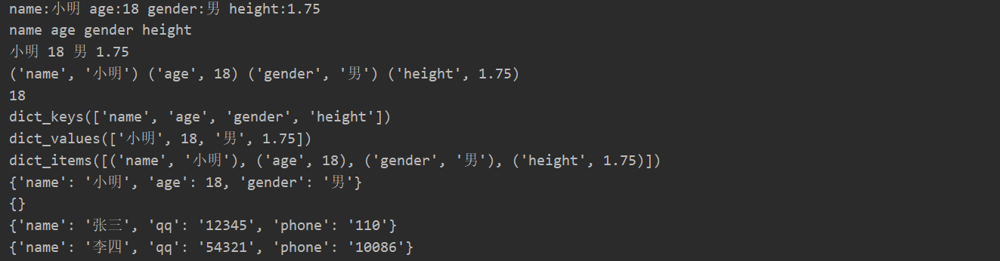 name:小明 age:18 gender:男 height:1.75
name age gender height
小明 18 男 1.75
('name', '小明') ('age', 18) ('gender', '男') ('height', 1.75)
18
dict_keys(['name', 'age', 'gender', 'height'])
dict_values(['小明', 18, '男', 1.75])
dict_items([('name', '小明'), ('age', 18), ('gender', '男'), ('height', 1.75)])
{'name': '小明', 'age': 18, 'gender': '男'}
{}
{'name': '张三', 'qq': '12345', 'phone': '110'}
{'name': '李四', 'qq': '54321', 'phone': '10086'}